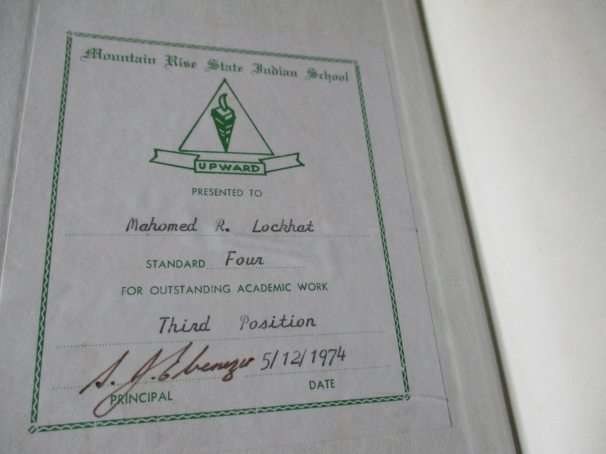 Mountain Rise State Indian School
UPWARD
PRESENTED TO
Mahomed R. Lockhat
STANDARD Four
FOR OUTSTANDING ACADEMIC WORK
Third Position
S. J. Ebenezer 5/12/1974
PRINCIPAL DATE